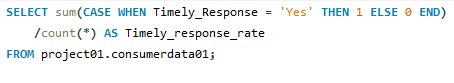 SELECT sum(CASE WHEN Timely_Response = 'Yes' THEN 1 ELSE 0 END)
/count(*) AS Timely_response_rate
FROM project01.consumerdata01;